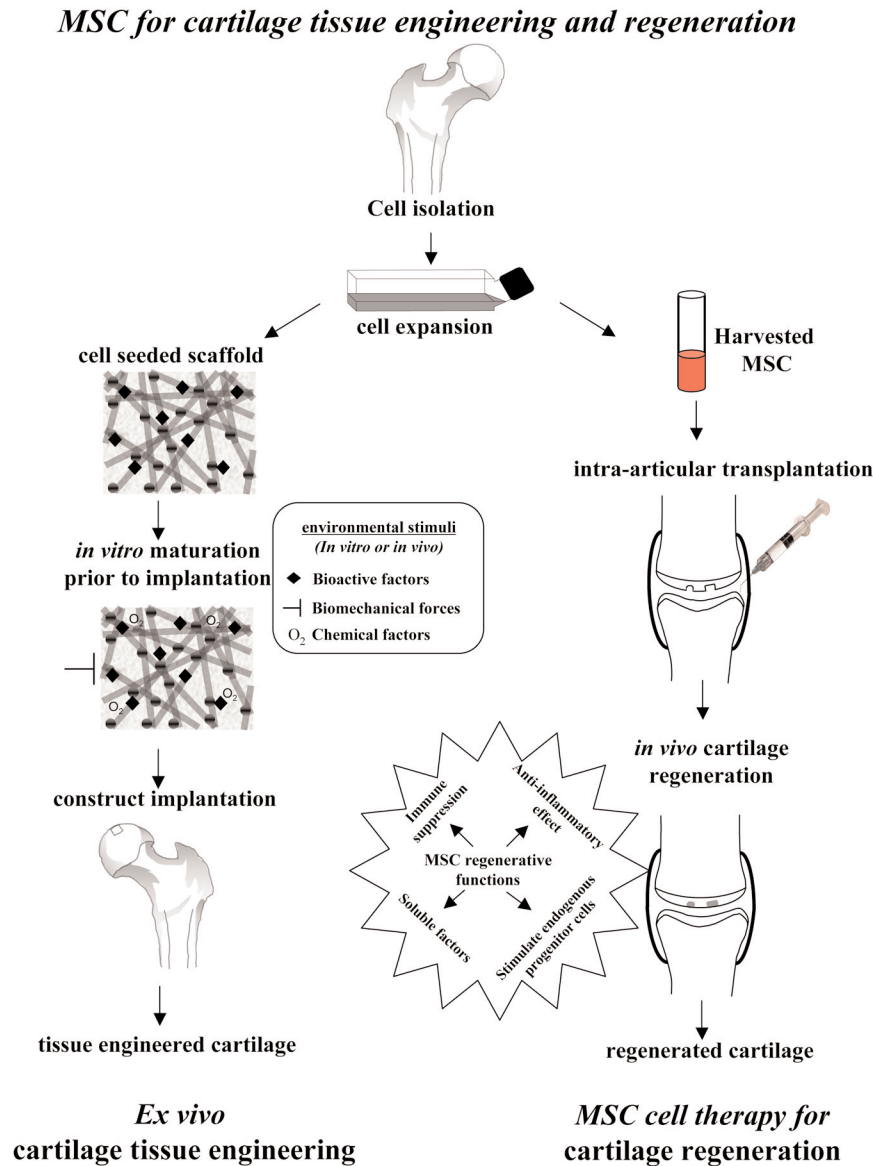 MSC for cartilage tissue engineering and regeneration
Cell isolation
cell expansion
cell seeded scaffold
in vitro maturation
prior to implantation
environmental stimuli
(In vitro or in vivo)
Bioactive factors
Biomechanical forces
O₂ Chemical factors
O₂
O₂
O₂
O₂
construct implantation
tissue engineered cartilage
Ex vivo
cartilage tissue engineering
Harvested
MSC
intra-articular transplantation
in vivo cartilage
regeneration
Immune
suppression
Anti-inflammatory
effect
MSC regenerative
functions
Soluble factors
Stimulate endogenous
progenitor cells
regenerated cartilage
MSC cell therapy for
cartilage regeneration